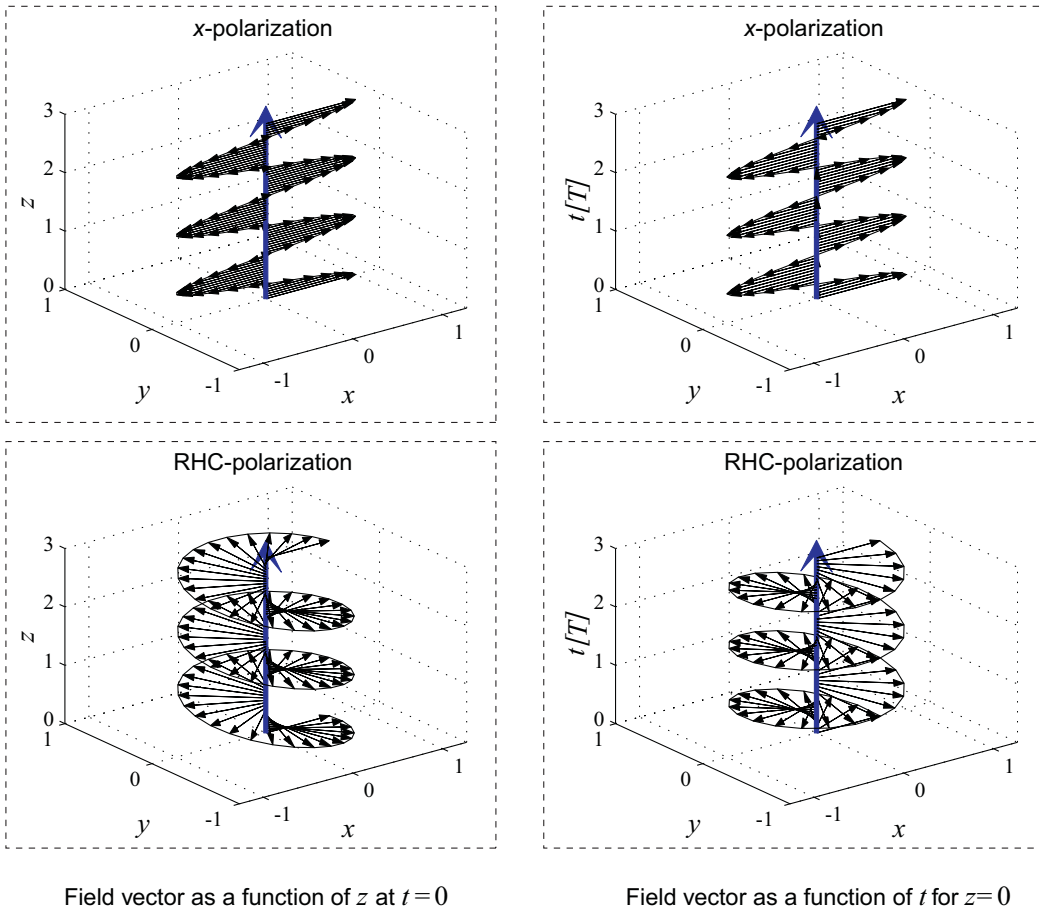 x-polarization
3
2
1
0
z
1
0
-1
y
-1
0
1
x
x-polarization
3
2
1
0
t[T]
1
0
-1
y
-1
0
1
x
RHC-polarization
3
2
1
0
z
1
0
-1
y
-1
0
1
x
RHC-polarization
3
2
1
0
t[T]
1
0
-1
y
-1
0
1
x
Field vector as a function of z at t=0
Field vector as a function of t for z=0